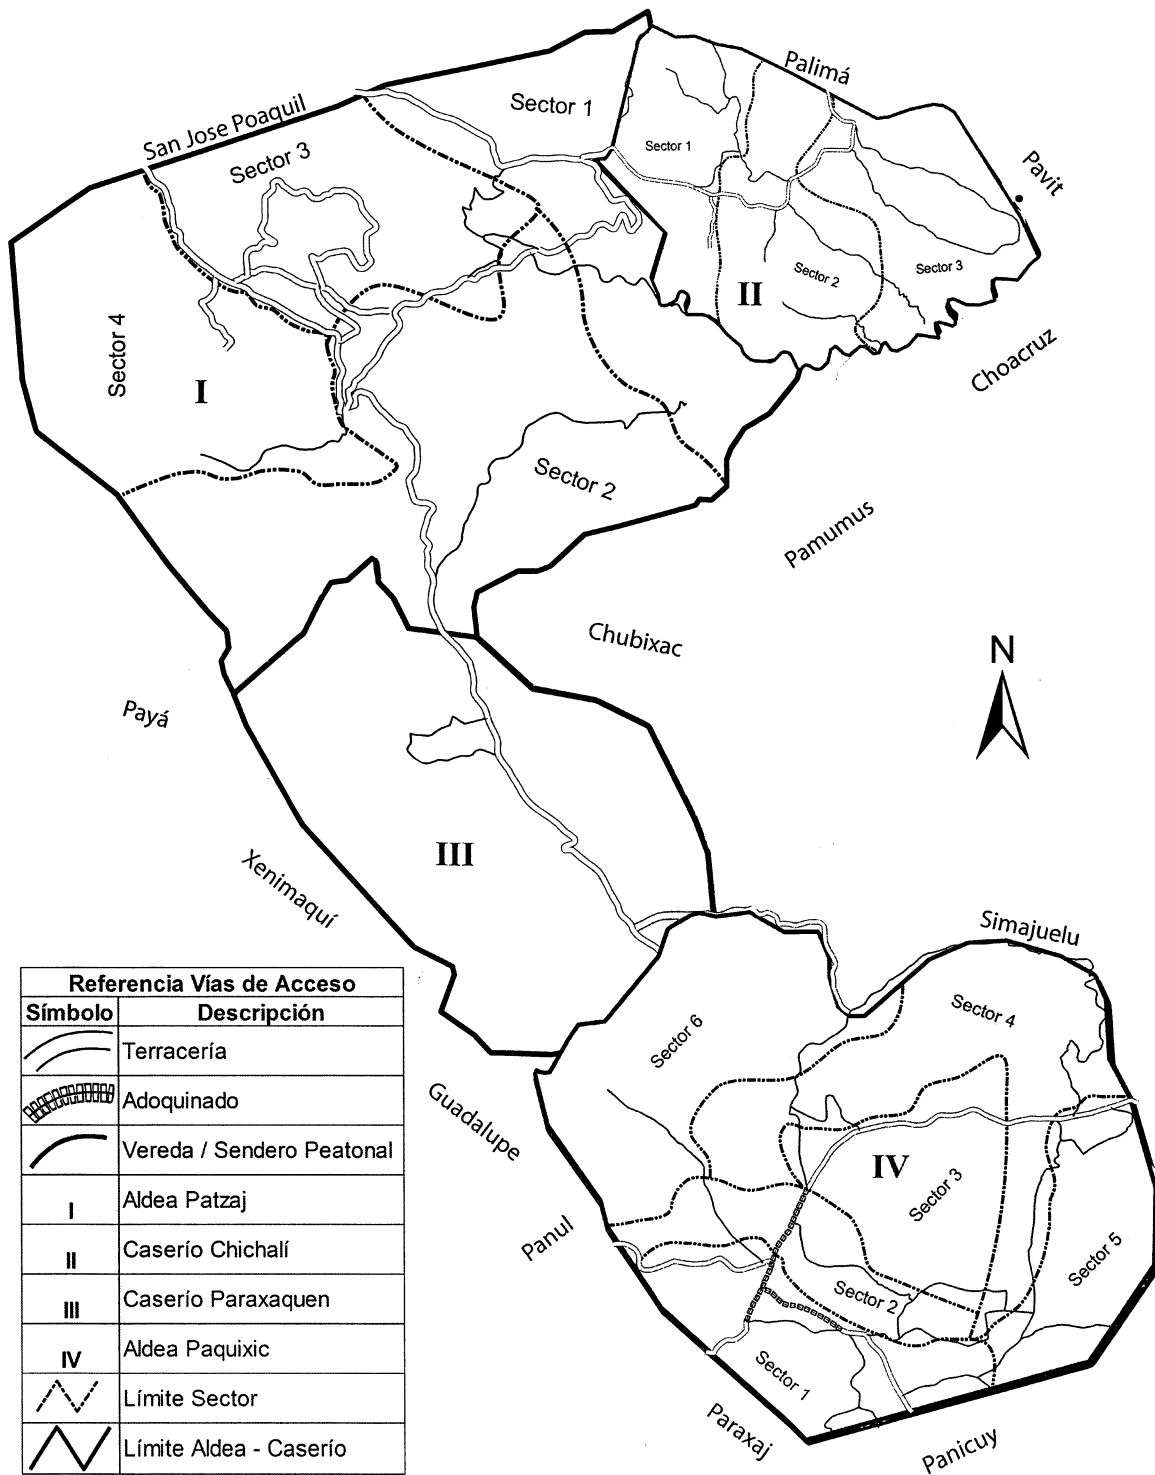 Palimá
San Jose Poaquil
Sector 1
Sector 3
Sector 1
Pavit
Sector 4
I
II
Sector 2
Sector 3
Choacruz
Sector 2
Pamumus
Chubixac
N
Payá
III
Xenimaquí
Simajuelu
Sector 6
Sector 4
Guadalupe
IV
Sector 3
Panul
Sector 5
Sector 2
Sector 1
Paraxaj
Panicuy
Referencia Vías de Acceso
Símbolo Descripción
Terracería
Adoquinado
Vereda / Sendero Peatonal
I Aldea Patzaj
II Caserío Chichalí
III Caserío Paraxaquen
IV Aldea Paquixic
Límite Sector
Límite Aldea - Caserío